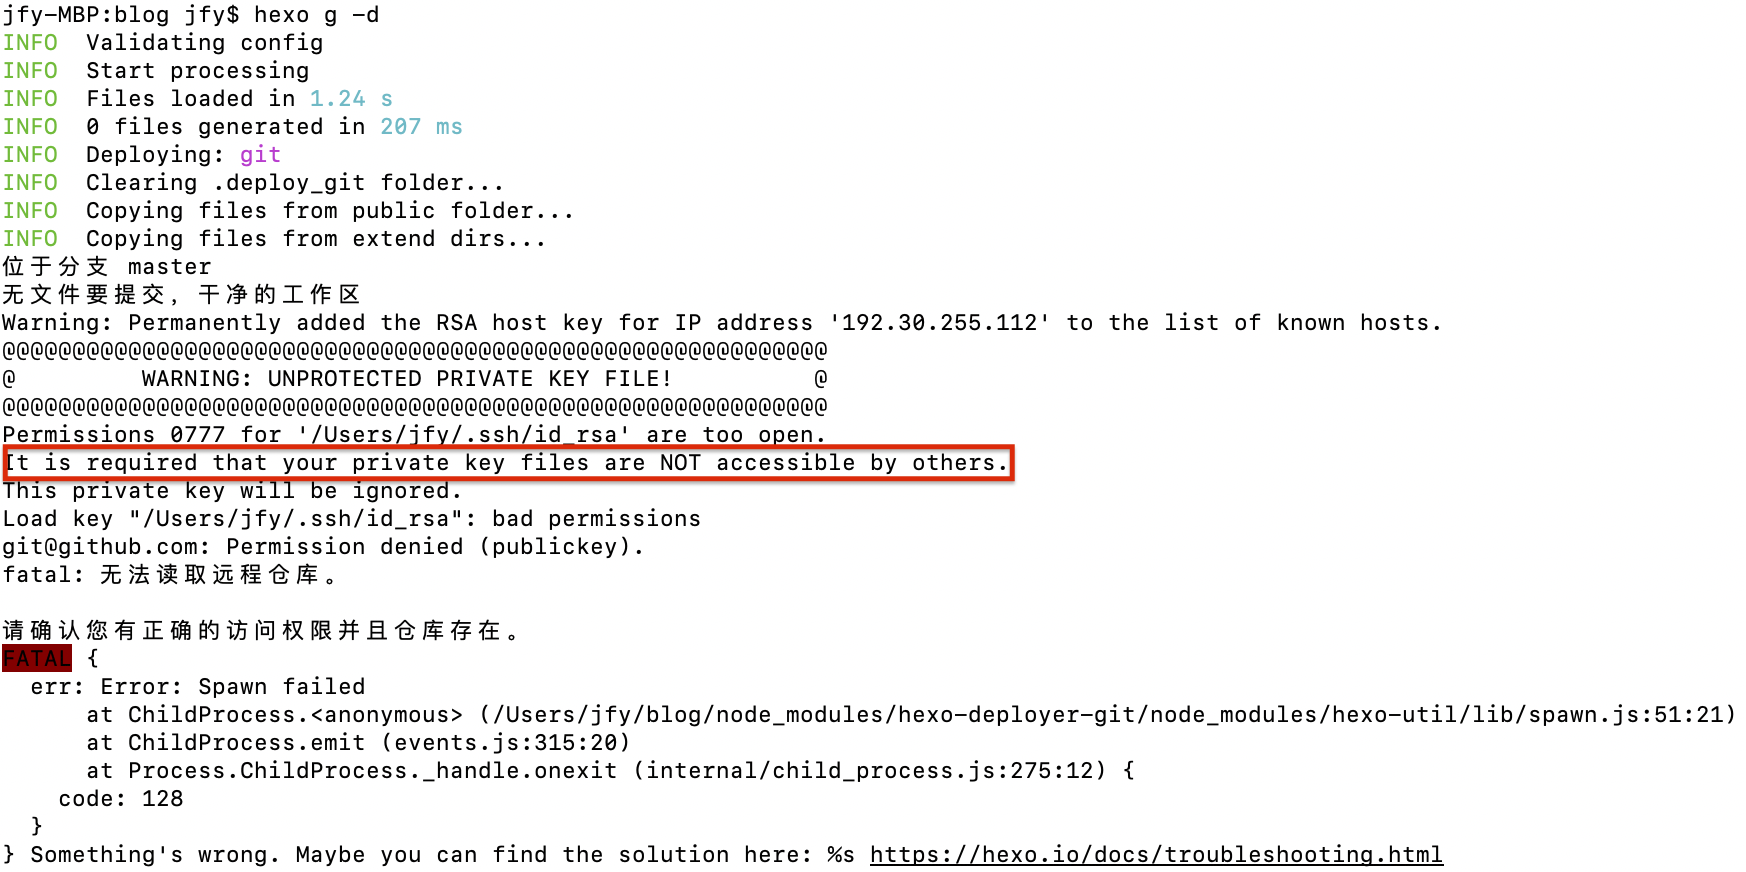 jfy-MBP:blog jfy$ hexo g -d
INFO  Validating config
INFO  Start processing
INFO  Files loaded in 1.24 s
INFO  0 files generated in 207 ms
INFO  Deploying: git
INFO  Clearing .deploy_git folder...
INFO  Copying files from public folder...
INFO  Copying files from extend dirs...
位于分支 master
无文件要提交，干净的工作区
Warning: Permanently added the RSA host key for IP address '192.30.255.112' to the list of known hosts.
@@@@@@@@@@@@@@@@@@@@@@@@@@@@@@@@@@@@@@@@@@@@@@@@@@@@@@@@@@@
@         WARNING: UNPROTECTED PRIVATE KEY FILE!          @
@@@@@@@@@@@@@@@@@@@@@@@@@@@@@@@@@@@@@@@@@@@@@@@@@@@@@@@@@@@
Permissions 0777 for '/Users/jfy/.ssh/id_rsa' are too open.
It is required that your private key files are NOT accessible by others.
This private key will be ignored.
Load key "/Users/jfy/.ssh/id_rsa": bad permissions
git@github.com: Permission denied (publickey).
fatal: 无法读取远程仓库。
请确认您有正确的访问权限并且仓库存在。
FATAL {
  err: Error: Spawn failed
      at ChildProcess.<anonymous> (/Users/jfy/blog/node_modules/hexo-deployer-git/node_modules/hexo-util/lib/spawn.js:51:21)
      at ChildProcess.emit (events.js:315:20)
      at Process.ChildProcess._handle.onexit (internal/child_process.js:275:12) {
    code: 128
  }
} Something's wrong. Maybe you can find the solution here: %s https://hexo.io/docs/troubleshooting.html